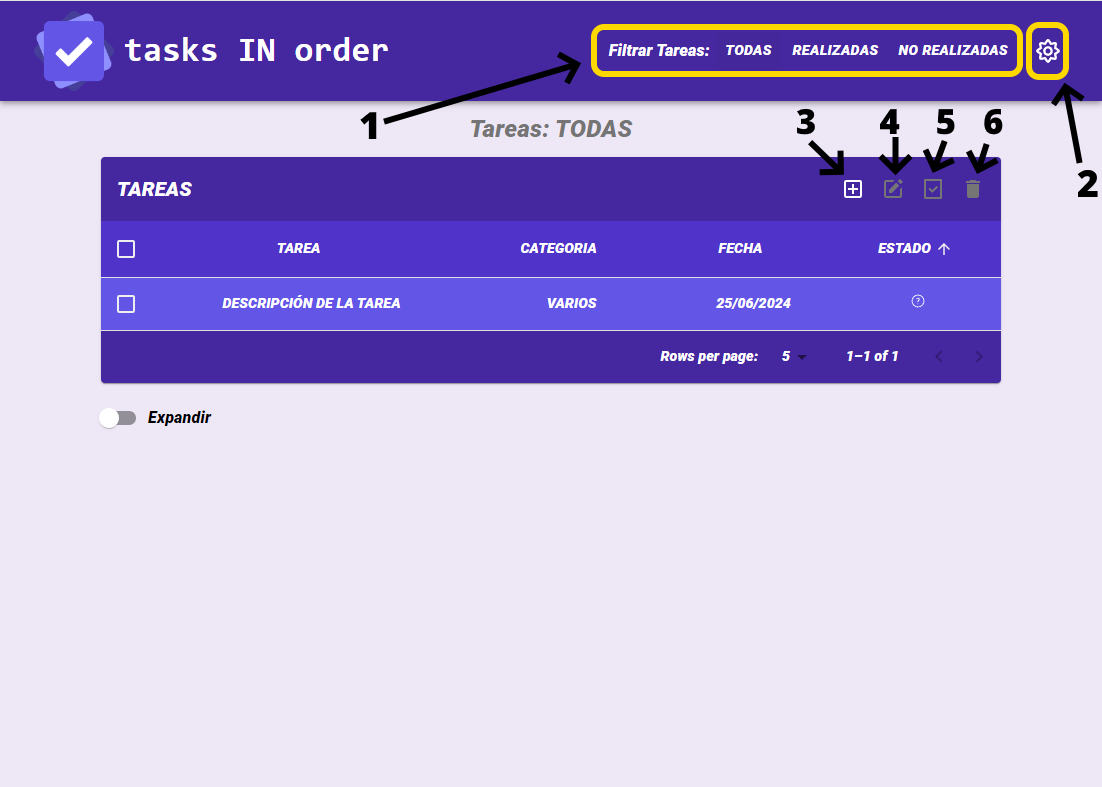 tasks IN order
Filtrar Tareas: TODAS REALIZADAS NO REALIZADAS
1
2
Tareas: TODAS
3 4 5 6
TAREAS
TAREA CATEGORIA FECHA ESTADO
DESCRIPCIÓN DE LA TAREA VARIOS 25/06/2024 ?
Rows per page: 5 1–1 of 1
Expandir